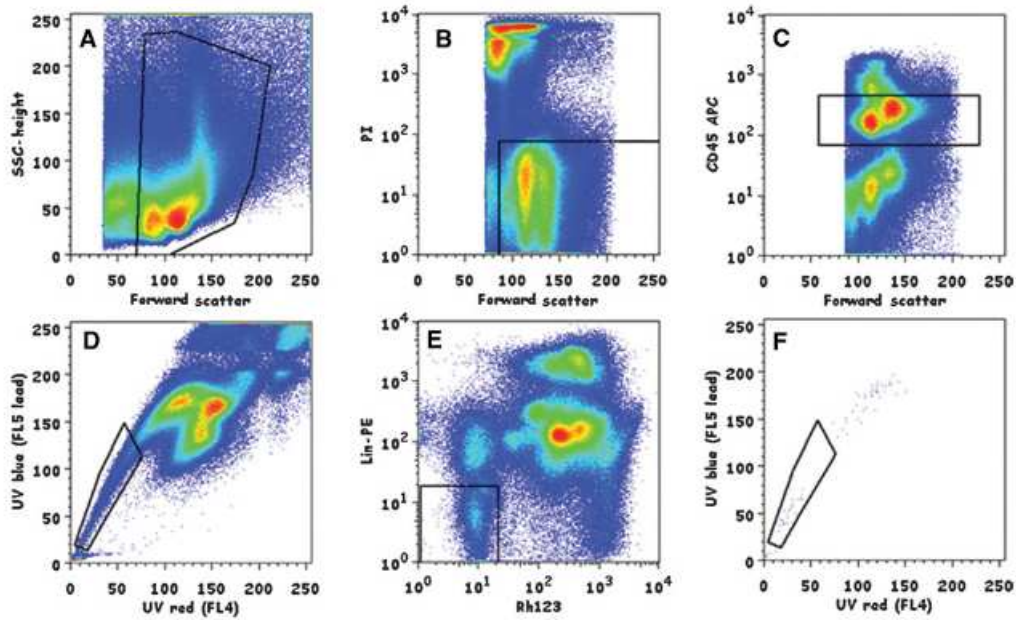 A
SSC-height
250
200
150
100
50
0
0 50 100 150 200 250
Forward scatter
B
PI
10^4
10^3
10^2
10^1
10^0
0 50 100 150 200 250
Forward scatter
C
CD45 APC
10^4
10^3
10^2
10^1
10^0
0 50 100 150 200 250
Forward scatter
D
UV blue (FL5 lead)
250
200
150
100
50
0
0 50 100 150 200 250
UV red (FL4)
E
Lin-PE
10^4
10^3
10^2
10^1
10^0
10^0 10^1 10^2 10^3 10^4
Rh123
F
UV blue (FL5 lead)
250
200
150
100
50
0
0 50 100 150 200 250
UV red (FL4)